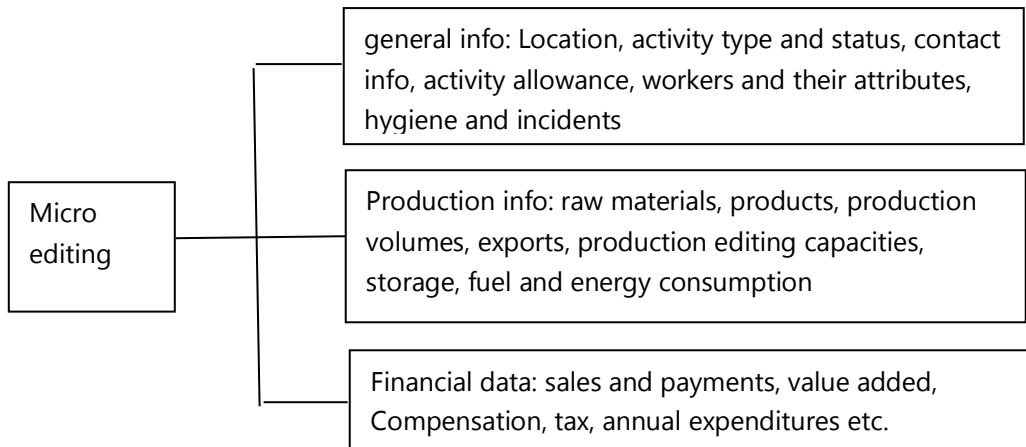 general info: Location, activity type and status, contact
info, activity allowance, workers and their attributes,
hygiene and incidents
Micro
editing
Production info: raw materials, products, production
volumes, exports, production editing capacities,
storage, fuel and energy consumption
Financial data: sales and payments, value added,
Compensation, tax, annual expenditures etc.